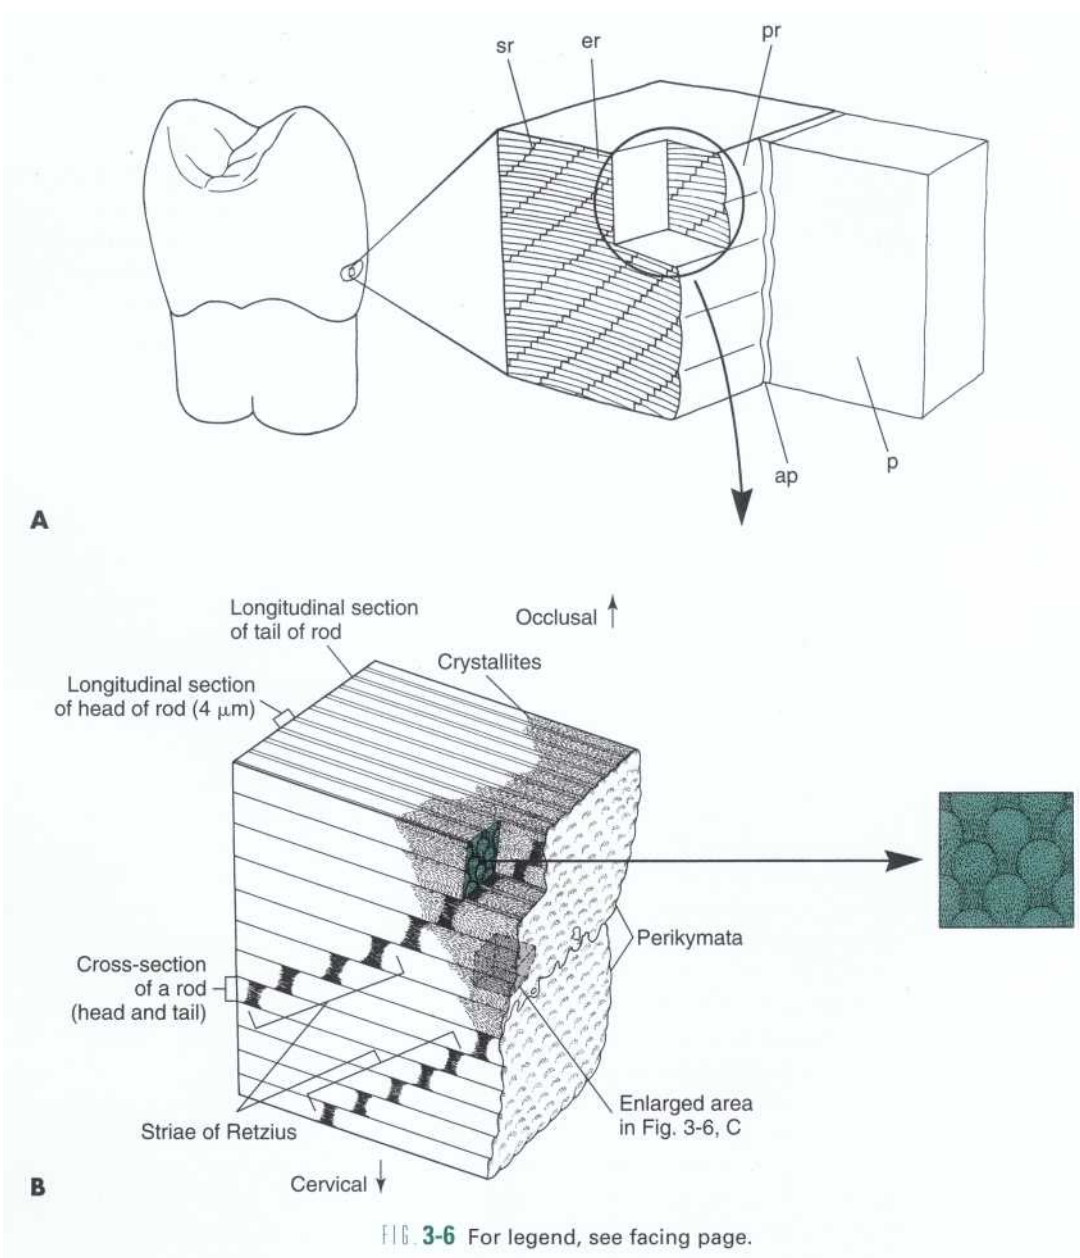 sr
er
pr
ap
p
A
Longitudinal section
of tail of rod
Occlusal ↑
Crystallites
Longitudinal section
of head of rod (4 μm)
Perikymata
Cross-section
of a rod
(head and tail)
Enlarged area
in Fig. 3-6, C
Striae of Retzius
Cervical ↓
B
FIG. 3-6 For legend, see facing page.